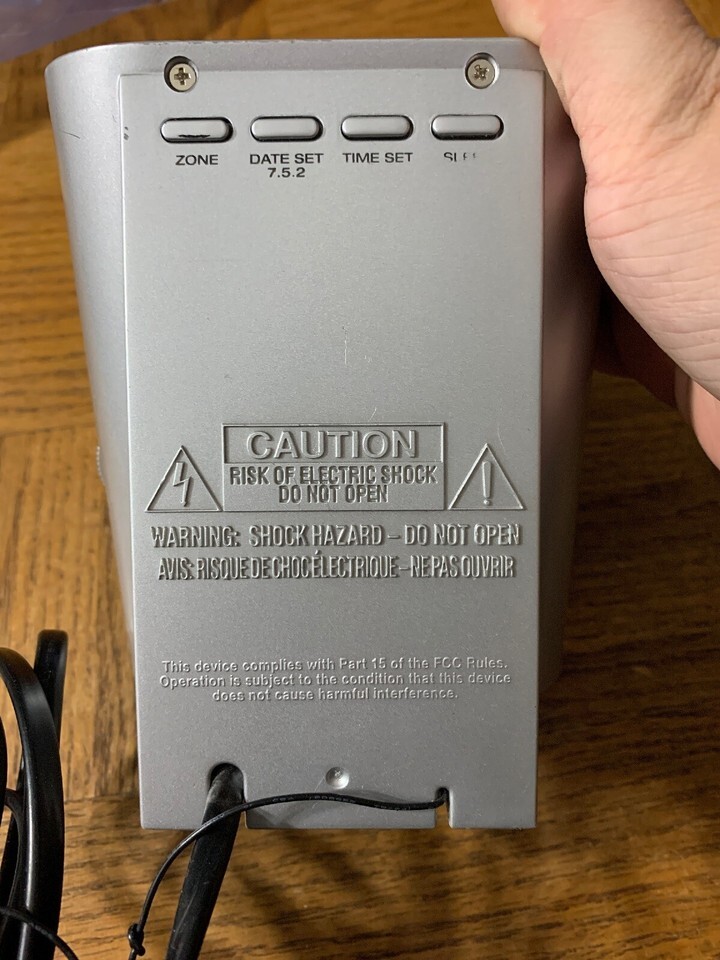 ZONE DATE SET TIME SET
7.5.2
CAUTION
RISK OF ELECTRIC SHOCK
DO NOT OPEN
WARNING: SHOCK HAZARD – DO NOT OPEN
AVIS: RISQUE DE CHOC ÉLECTRIQUE – NE PAS OUVRIR
This device complies with Part 15 of the FCC Rules.
Operation is subject to the condition that this device
does not cause harmful interference.